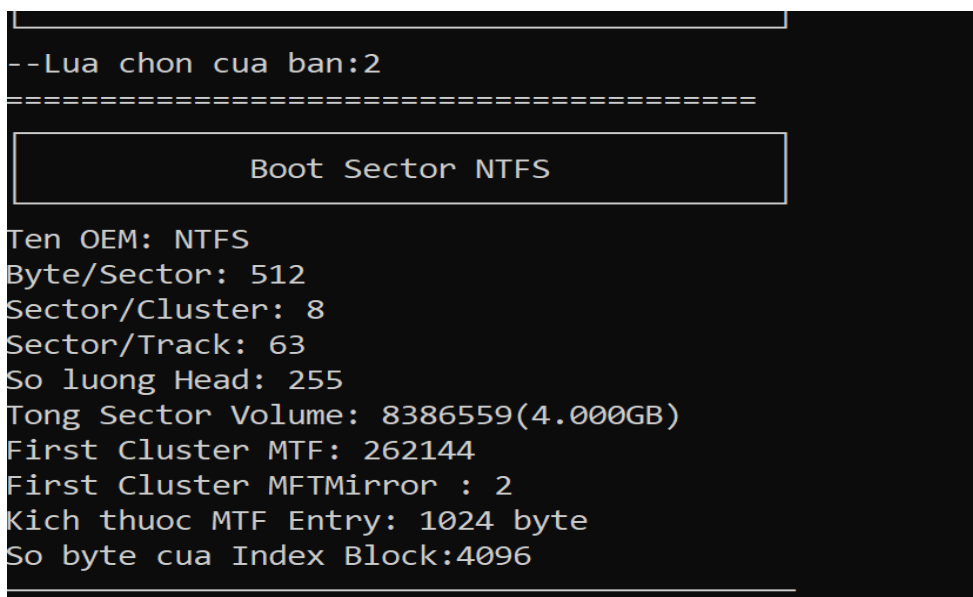 --Lua chon cua ban:2
=========================================
Boot Sector NTFS
Ten OEM: NTFS
Byte/Sector: 512
Sector/Cluster: 8
Sector/Track: 63
So luong Head: 255
Tong Sector Volume: 8386559(4.000GB)
First Cluster MTF: 262144
First Cluster MFTMirror : 2
Kich thuoc MTF Entry: 1024 byte
So byte cua Index Block:4096